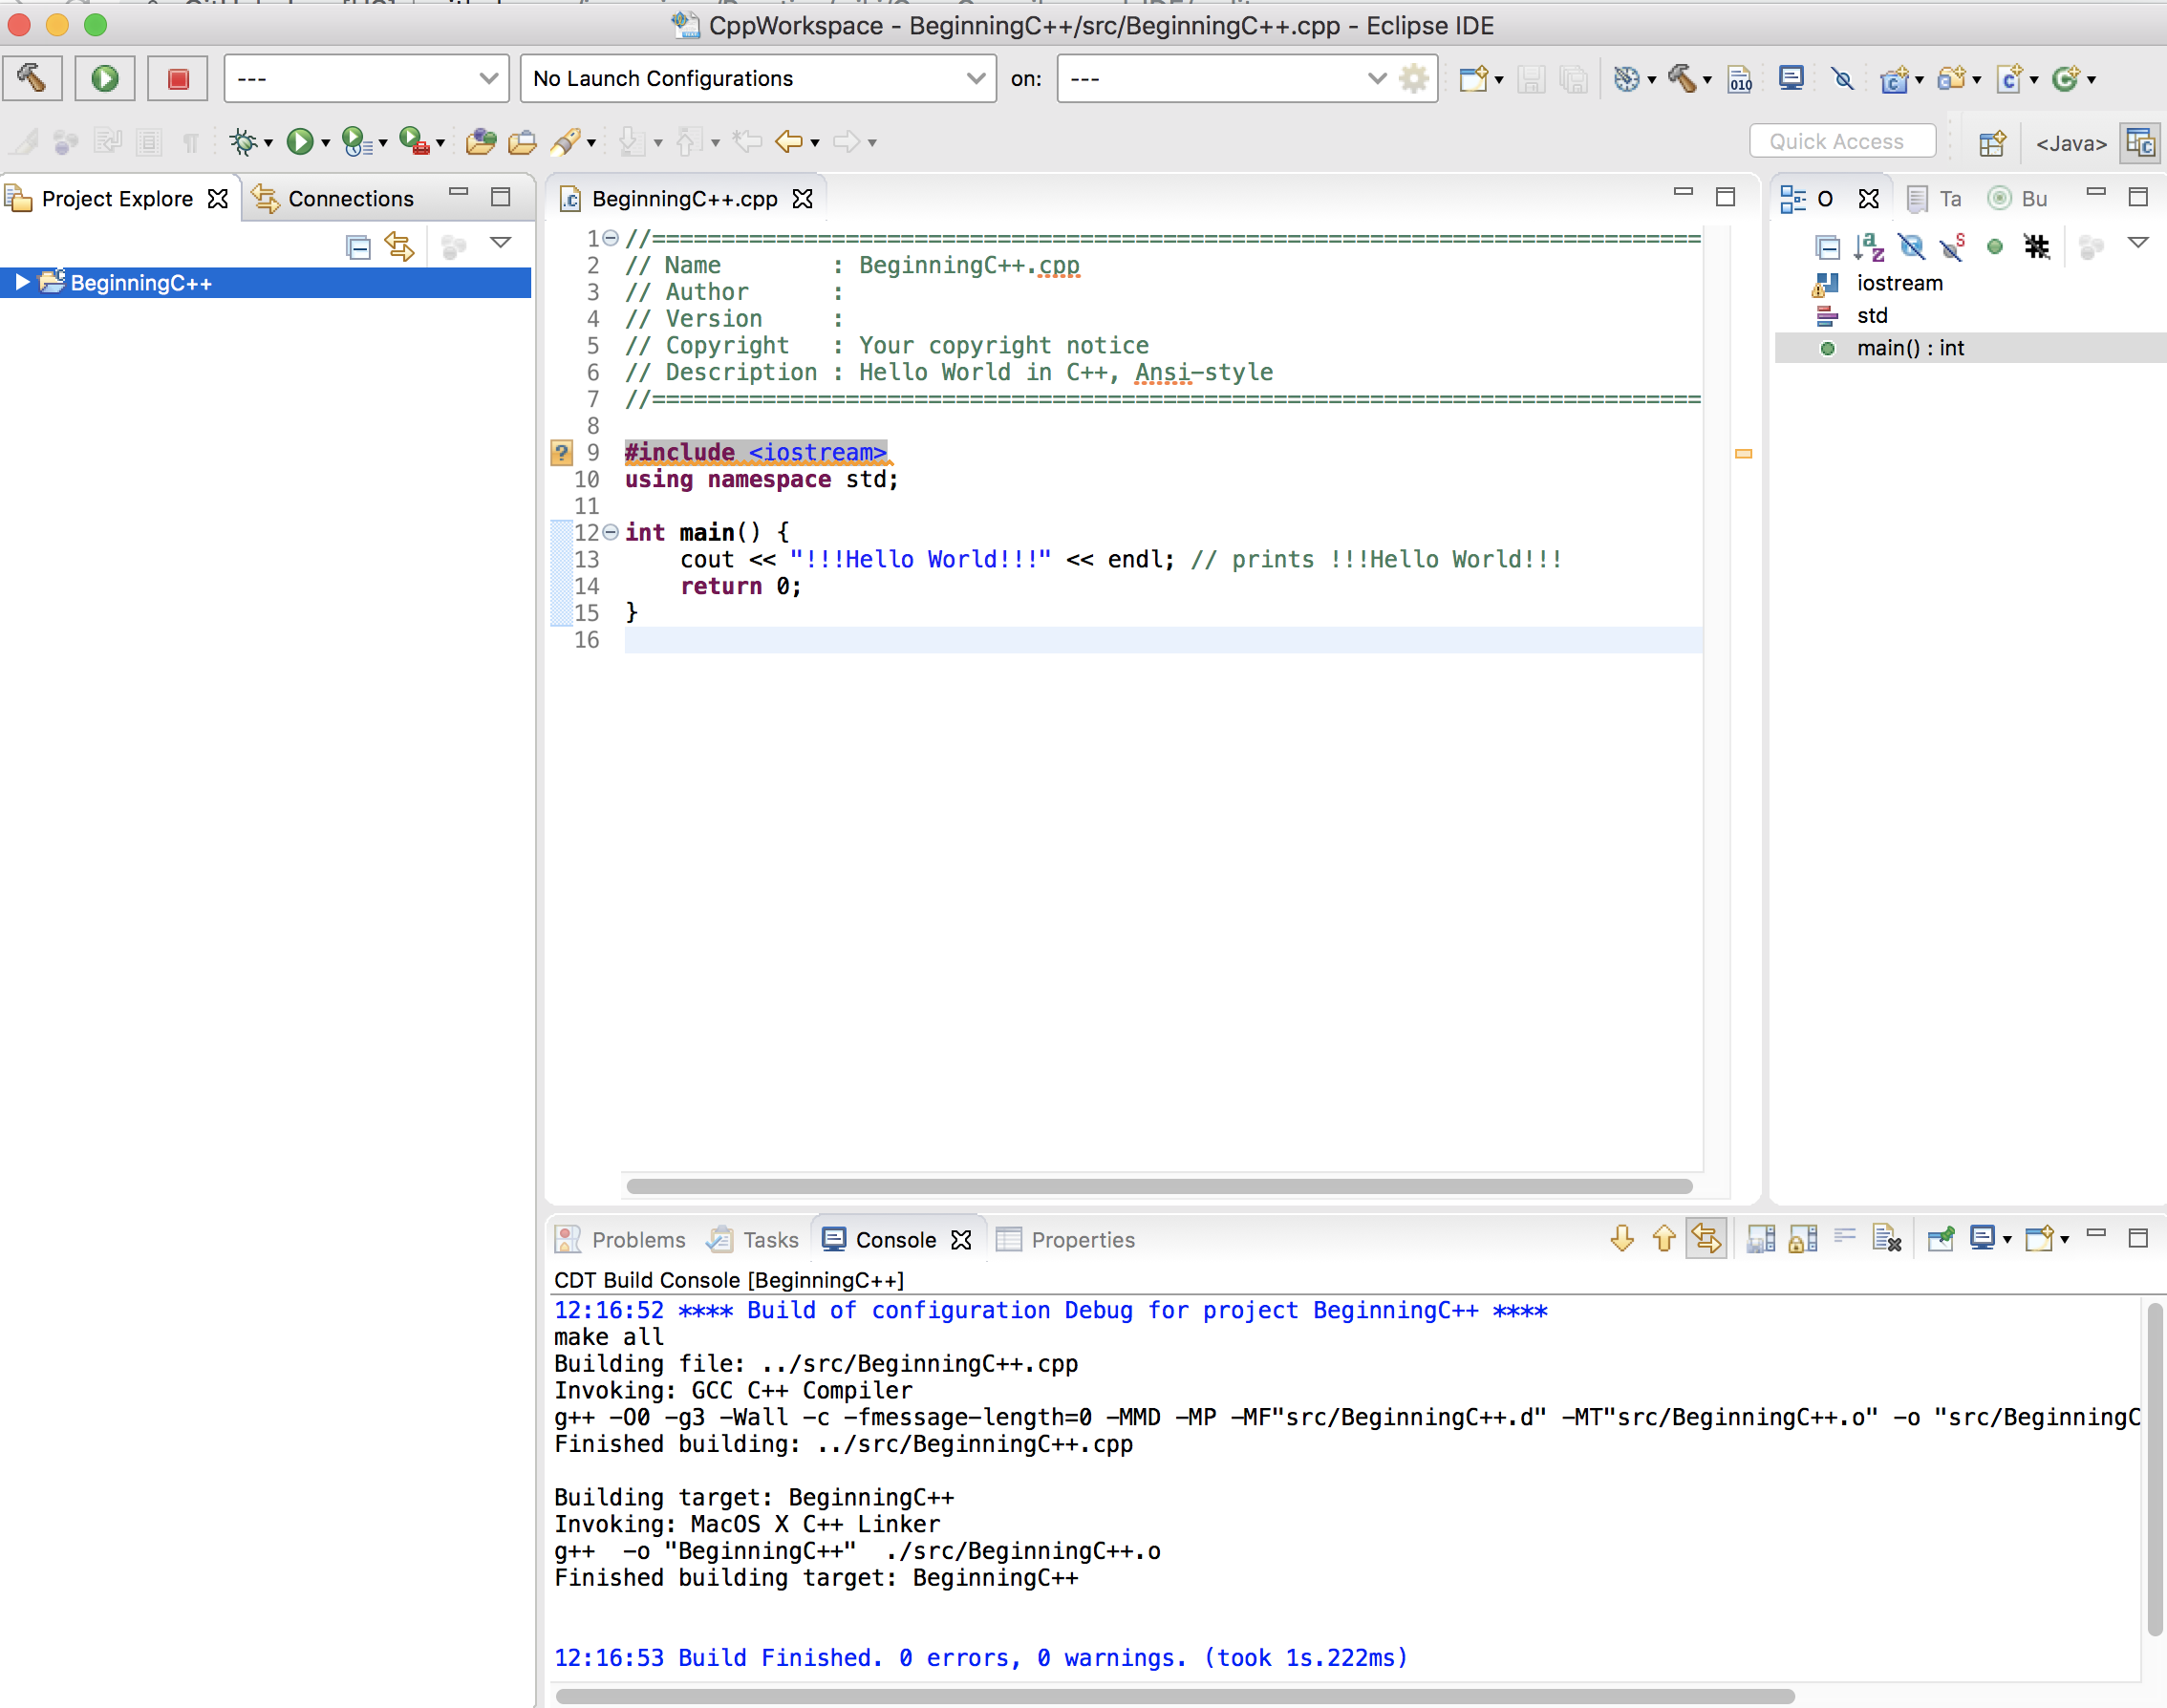 CppWorkspace - BeginningC++/src/BeginningC++.cpp - Eclipse IDE
--- No Launch Configurations on: --- 010
Quick Access <Java>
Project Explore Connections
BeginningC++
BeginningC++.cpp
1 //============================================================================
2 // Name        : BeginningC++.cpp
3 // Author      :
4 // Version     :
5 // Copyright   : Your copyright notice
6 // Description : Hello World in C++, Ansi-style
7 //============================================================================
8
9 #include <iostream>
10 using namespace std;
11
12 int main() {
13     cout << "!!!Hello World!!!" << endl; // prints !!!Hello World!!!
14     return 0;
15 }
16
O Ta Bu
iostream
std
main() : int
Problems Tasks Console Properties
CDT Build Console [BeginningC++]
12:16:52 **** Build of configuration Debug for project BeginningC++ ****
make all
Building file: ../src/BeginningC++.cpp
Invoking: GCC C++ Compiler
g++ -O0 -g3 -Wall -c -fmessage-length=0 -MMD -MP -MF"src/BeginningC++.d" -MT"src/BeginningC++.o" -o "src/BeginningC
Finished building: ../src/BeginningC++.cpp
Building target: BeginningC++
Invoking: MacOS X C++ Linker
g++  -o "BeginningC++"  ./src/BeginningC++.o
Finished building target: BeginningC++
12:16:53 Build Finished. 0 errors, 0 warnings. (took 1s.222ms)